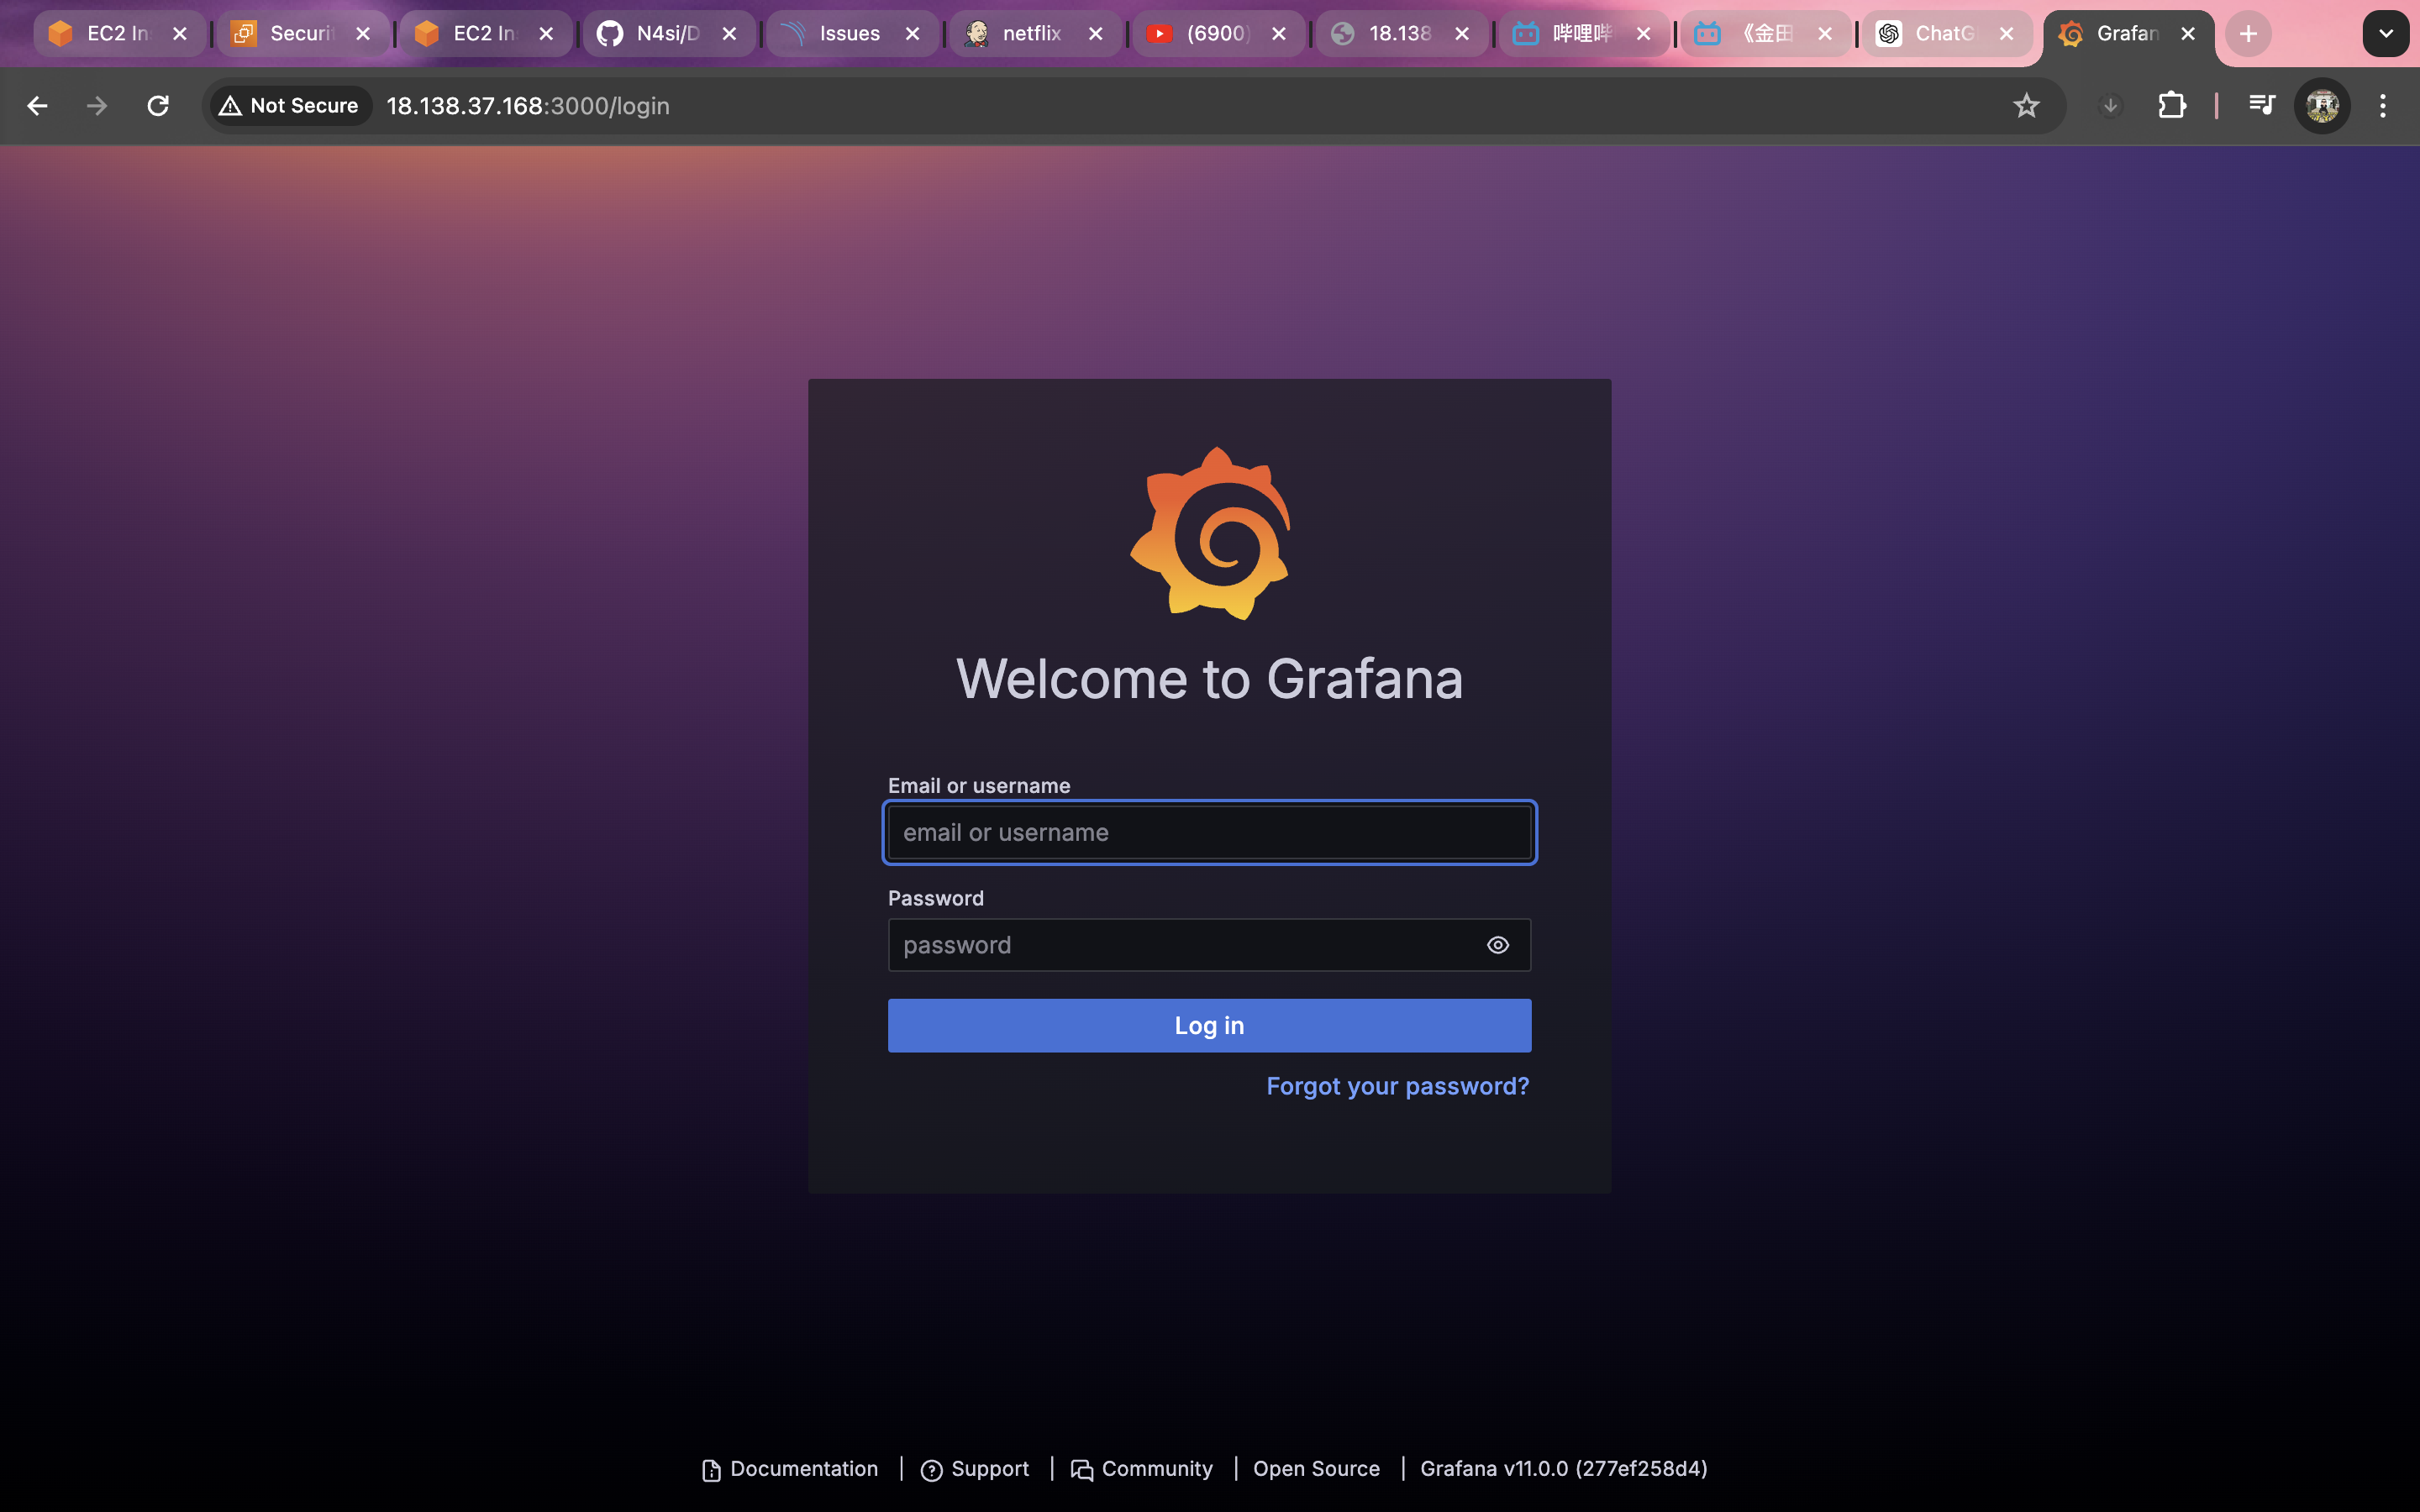 EC2 In
Securi
EC2 In
N4si/D
Issues
netflix
(6900)
18.138
哔哩哔
《金田
ChatG
Grafan
Not Secure
18.138.37.168:3000/login
Welcome to Grafana
Email or username
email or username
Password
password
Log in
Forgot your password?
Documentation
Support
Community
Open Source
Grafana v11.0.0 (277ef258d4)